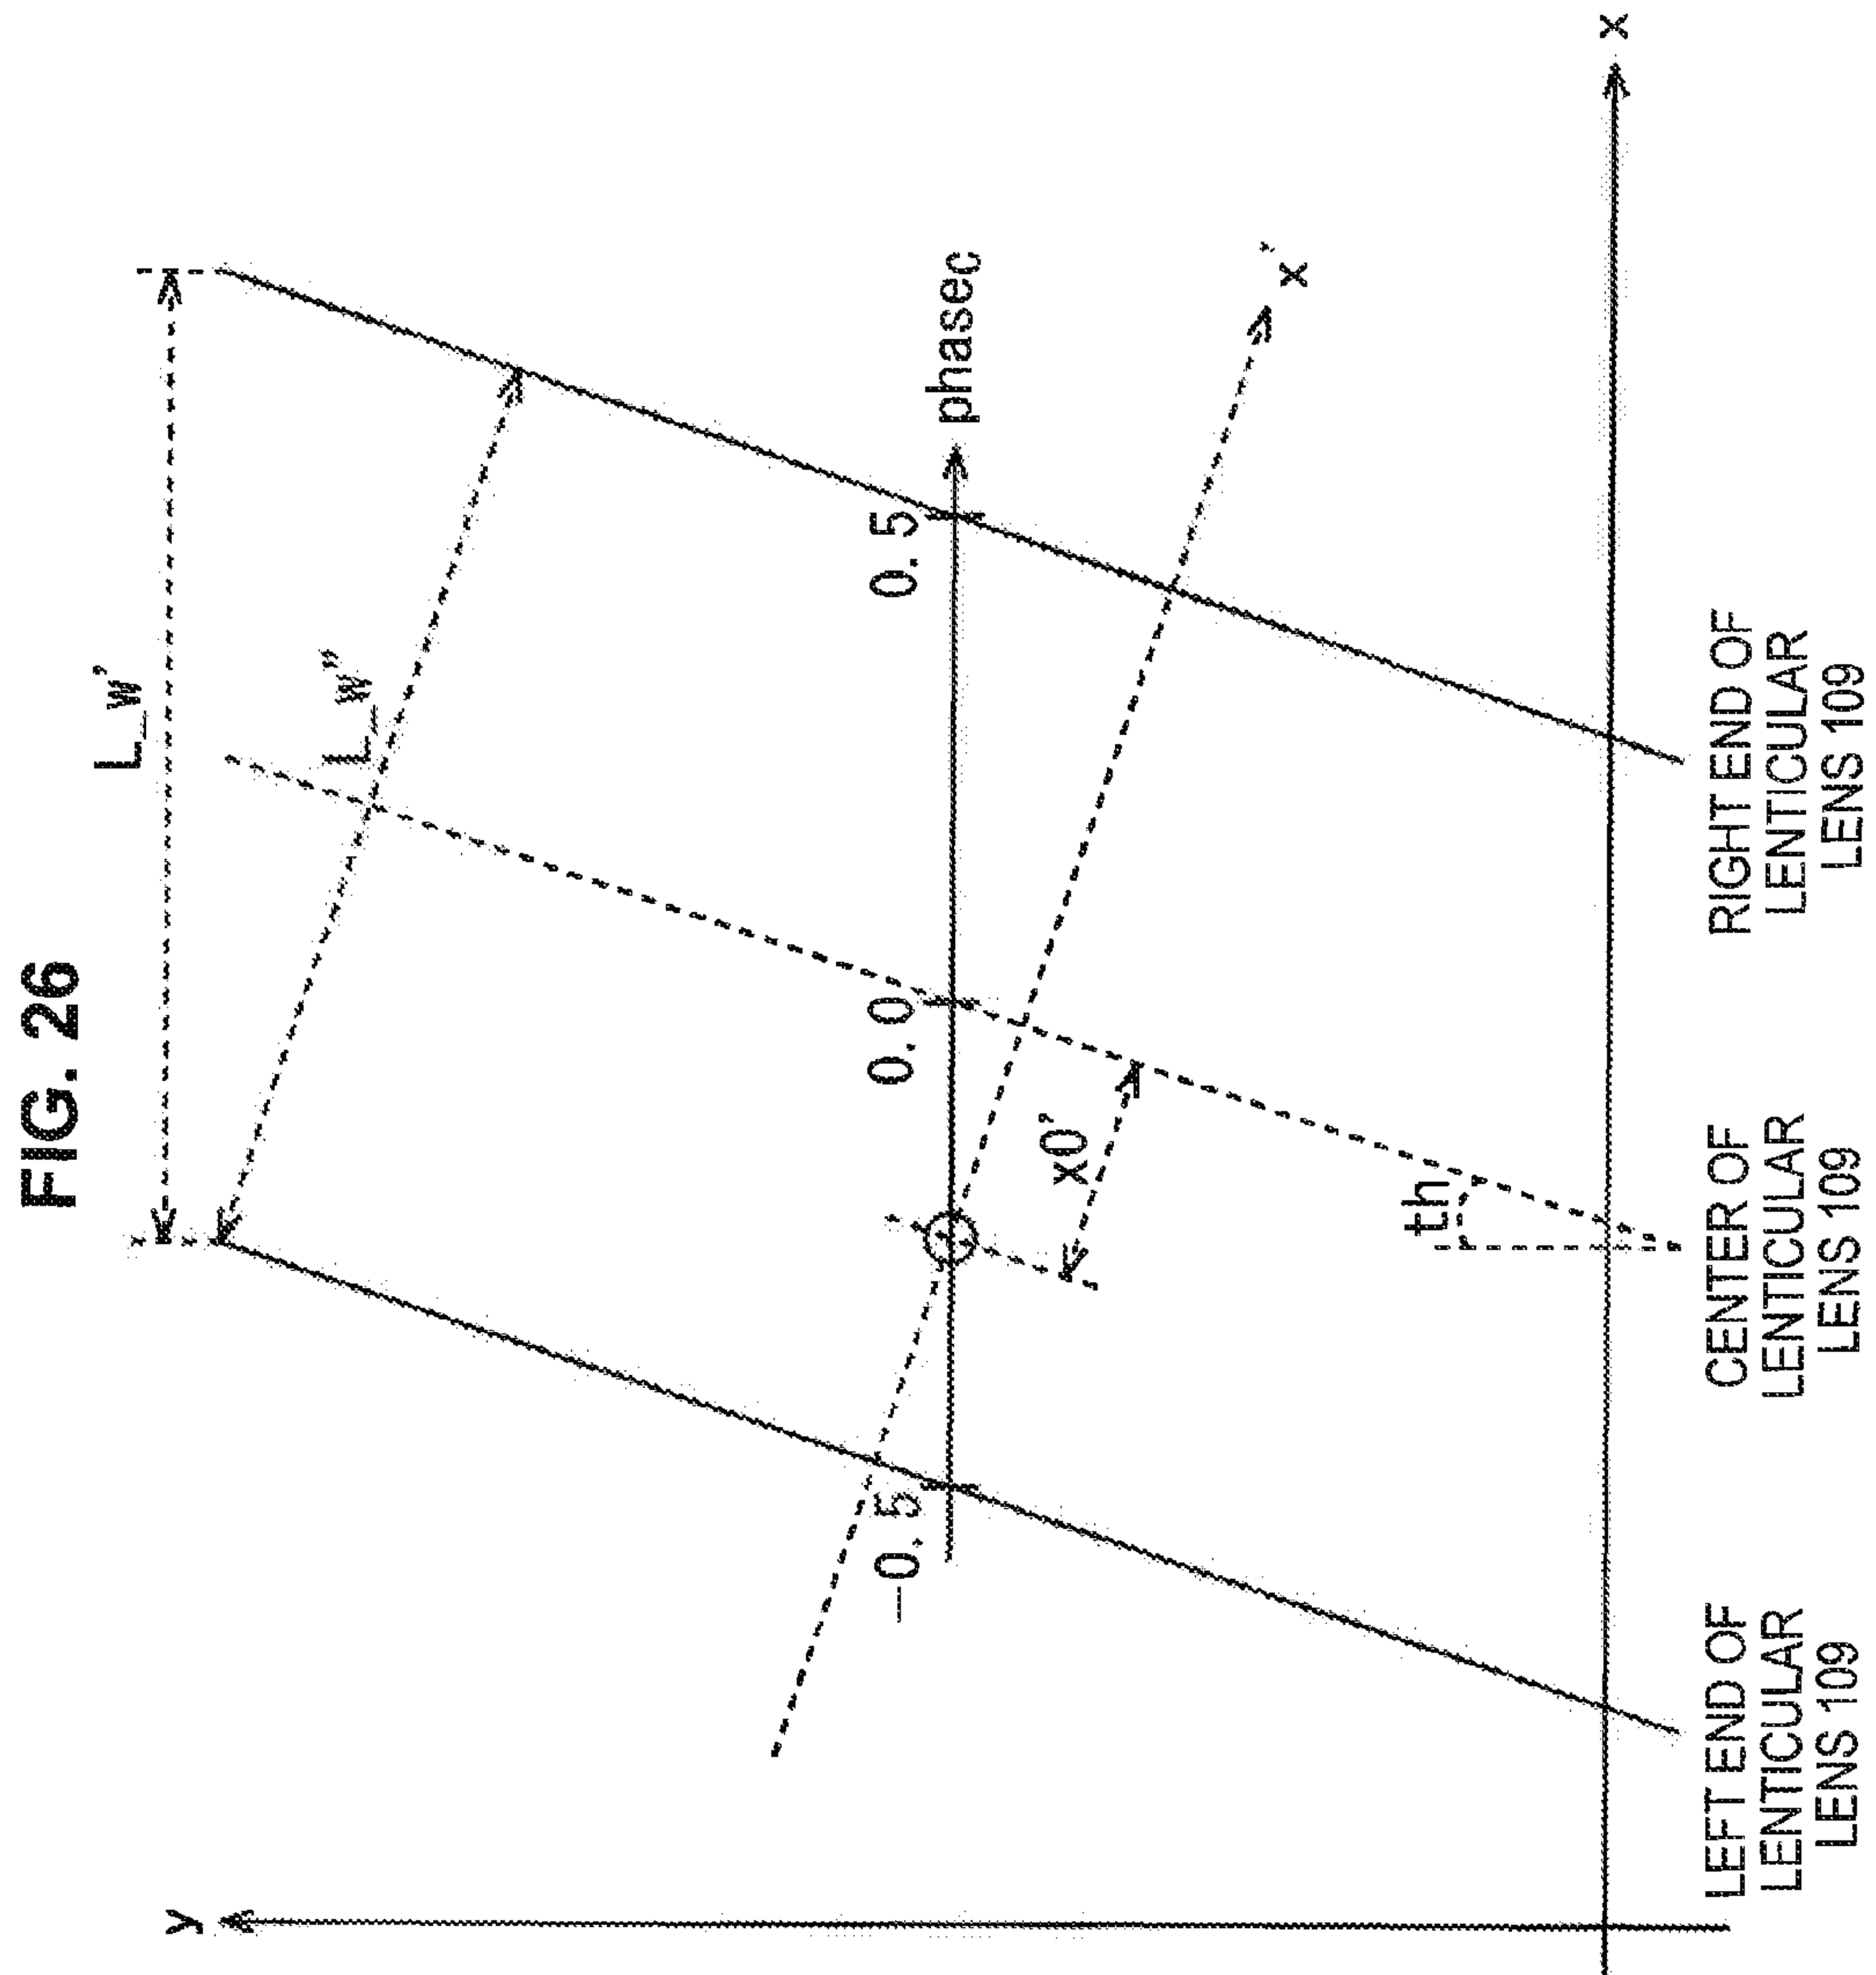 FIG. 26
y
L_w'
L_w"
-0. 5
0. 0
0. 5
phasec
x0'
x'
th
x
LEFT END OF
LENTICULAR
LENS 109
CENTER OF
LENTICULAR
LENS 109
RIGHT END OF
LENTICULAR
LENS 109